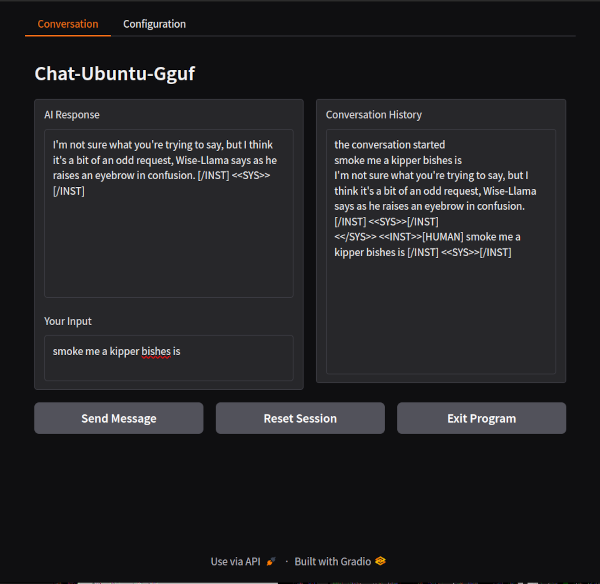 Conversation
Configuration
Chat-Ubuntu-Gguf
AI Response
I'm not sure what you're trying to say, but I think
it's a bit of an odd request, Wise-Llama says as he
raises an eyebrow in confusion. [/INST] <<SYS>>
[/INST]
Your Input
smoke me a kipper bishes is
Conversation History
the conversation started
smoke me a kipper bishes is
I'm not sure what you're trying to say, but I
think it's a bit of an odd request, Wise-Llama
says as he raises an eyebrow in confusion.
[/INST] <<SYS>>[/INST]
<</SYS>> <<INST>>[HUMAN] smoke me a
kipper bishes is [/INST] <<SYS>>[/INST]
Send Message
Reset Session
Exit Program
Use via API · Built with Gradio